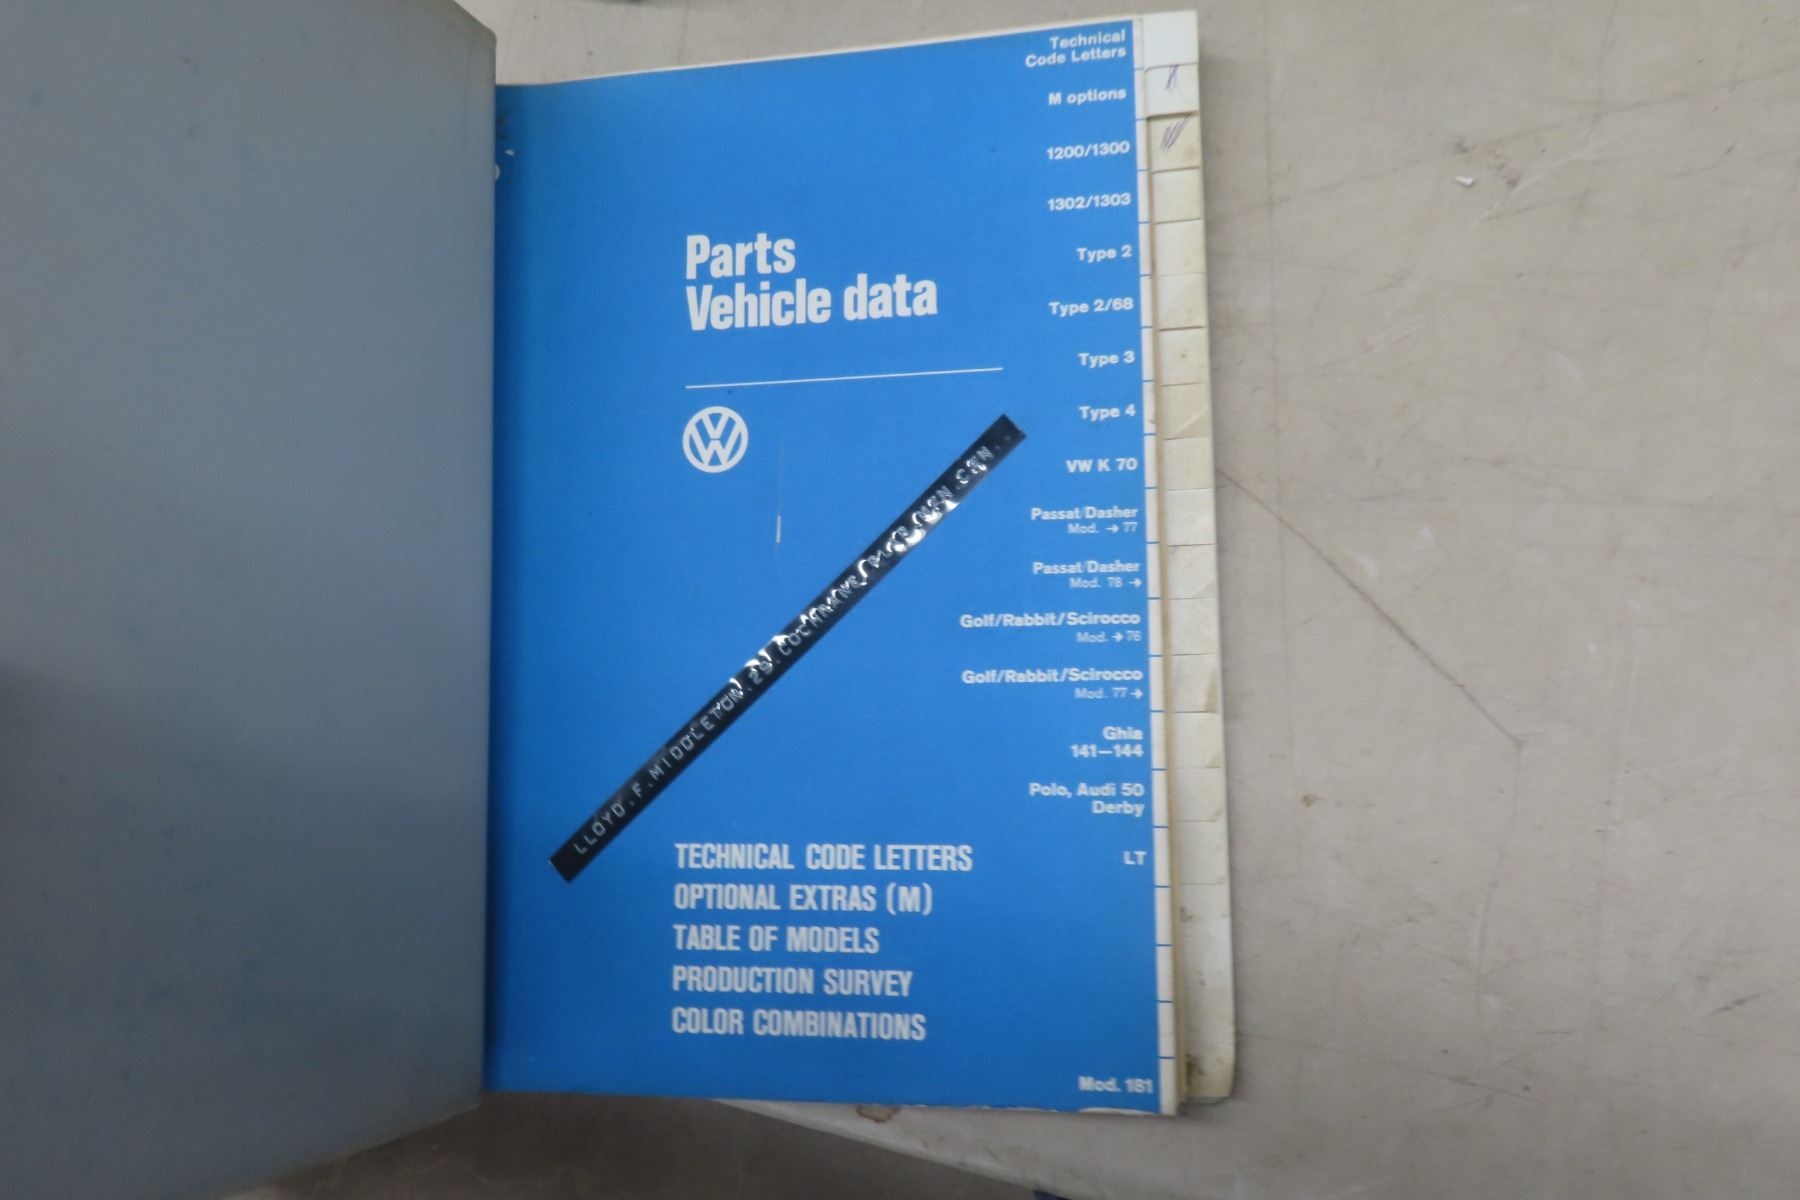 Technical
Code Letters
M options
1200/1300
1302/1303
Type 2
Type 2/68
Type 3
Type 4
VW K 70
Passat/Dasher
Mod. → 77
Passat/Dasher
Mod. 78 →
Golf/Rabbit/Scirocco
Mod. → 76
Golf/Rabbit/Scirocco
Mod. 77 →
Ghia
141—144
Polo, Audi 50
Derby
LT
Mod. 181
Parts
Vehicle data
VW
LLOYD.F.MIDDLETON.
TECHNICAL CODE LETTERS
OPTIONAL EXTRAS (M)
TABLE OF MODELS
PRODUCTION SURVEY
COLOR COMBINATIONS